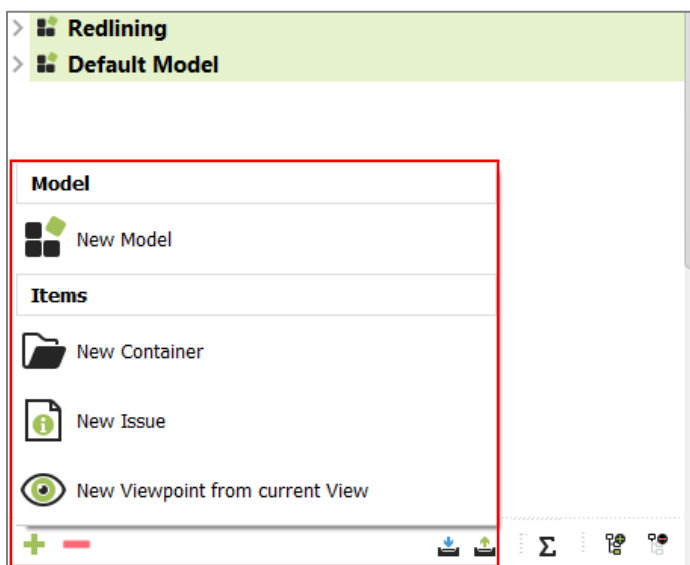 Redlining
Default Model
Model
New Model
Items
New Container
New Issue
New Viewpoint from current View
Σ